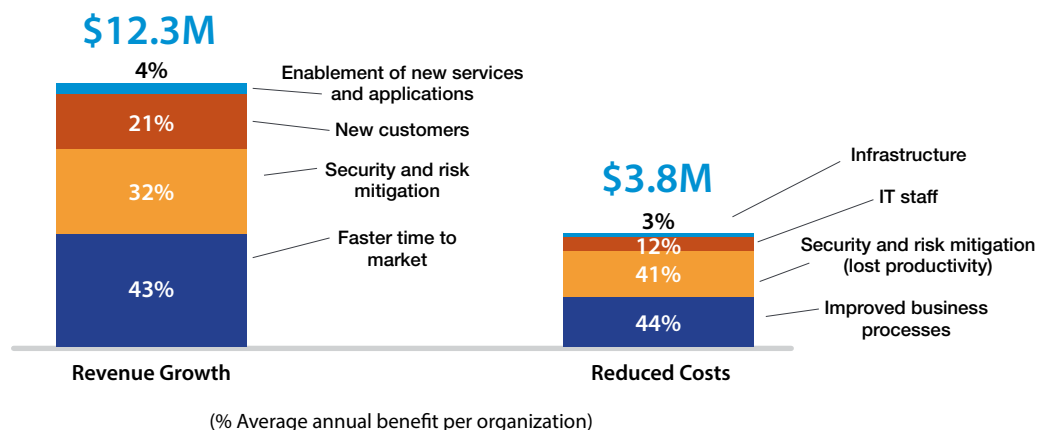 $12.3M
4%
Enablement of new services
and applications
21%
New customers
32%
Security and risk
mitigation
43%
Faster time to
market
Revenue Growth
$3.8M
3%
Infrastructure
12%
IT staff
41%
Security and risk mitigation
(lost productivity)
44%
Improved business
processes
Reduced Costs
(% Average annual benefit per organization)